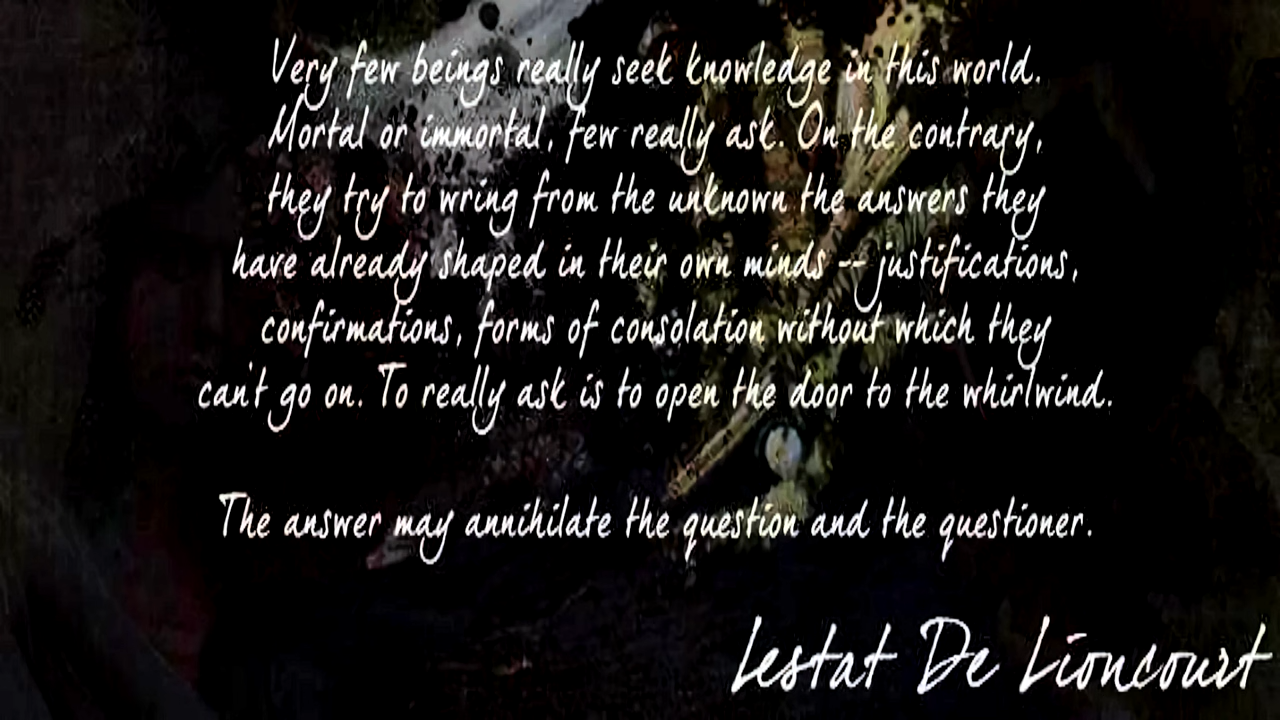 Very few beings really seek knowledge in this world.
Mortal or immortal, few really ask. On the contrary,
they try to wring from the unknown the answers they
have already shaped in their own minds -- justifications,
confirmations, forms of consolation without which they
can't go on. To really ask is to open the door to the whirlwind.
The answer may annihilate the question and the questioner.
Lestat De Lioncourt